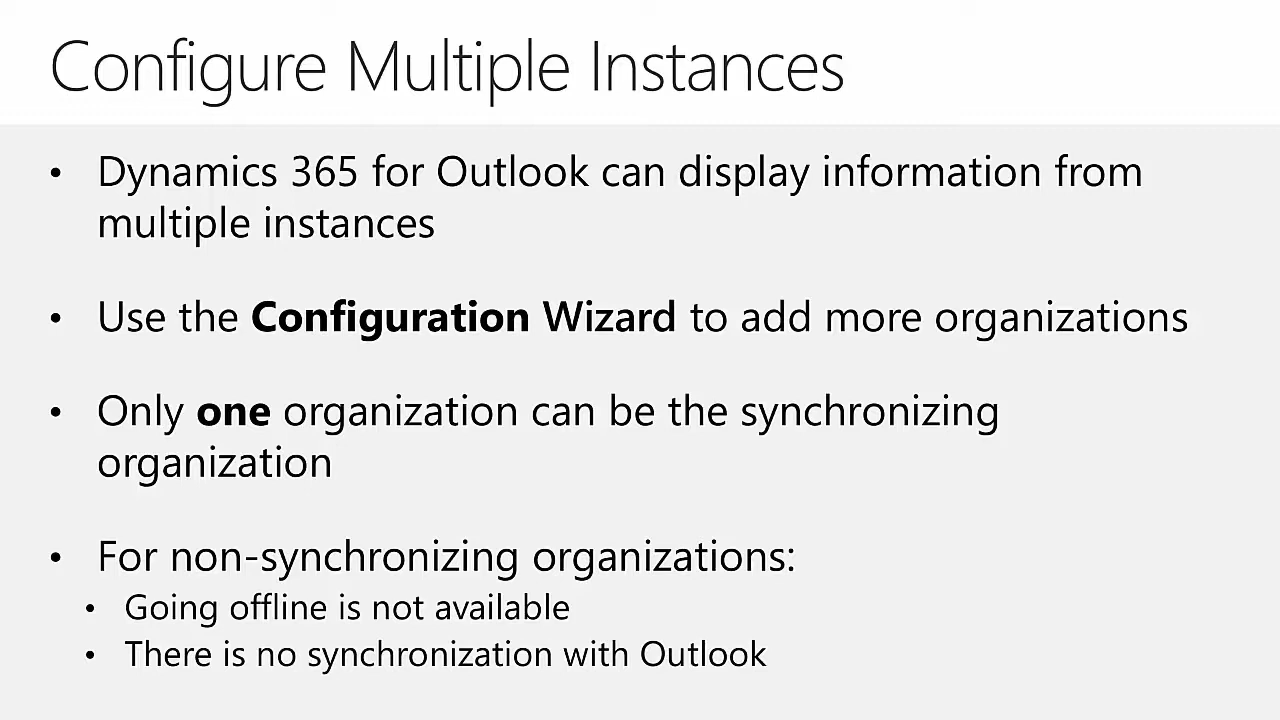 Configure Multiple Instances
• Dynamics 365 for Outlook can display information from
multiple instances
• Use the Configuration Wizard to add more organizations
• Only one organization can be the synchronizing
organization
• For non-synchronizing organizations:
• Going offline is not available
• There is no synchronization with Outlook